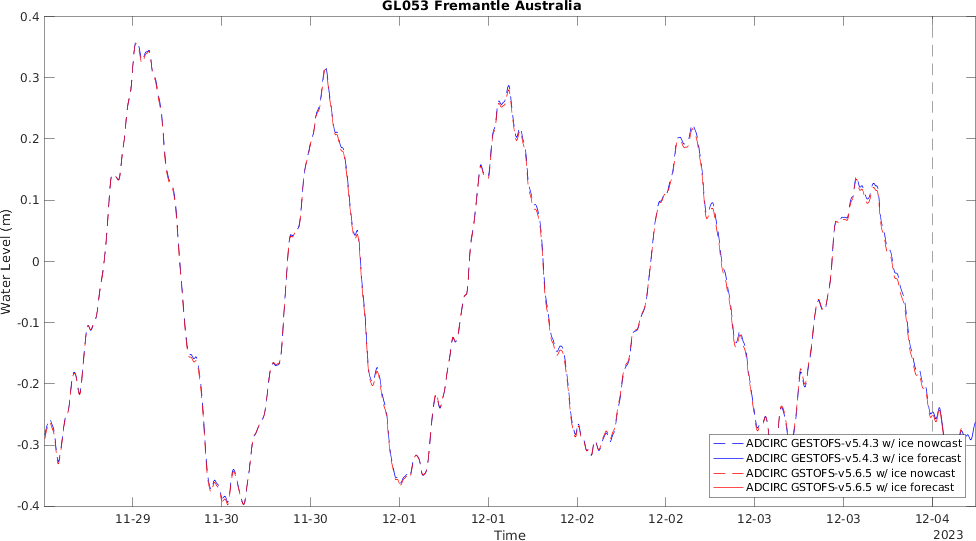 GL053 Fremantle Australia
0.4
0.3
0.2
0.1
0
-0.1
-0.2
-0.3
-0.4
Water Level (m)
11-29
11-30
11-30
12-01
12-01
12-02
12-02
12-03
12-03
12-04
2023
Time
ADCIRC GESTOFS-v5.4.3 w/ ice nowcast
ADCIRC GESTOFS-v5.4.3 w/ ice forecast
ADCIRC GSTOFS-v5.6.5 w/ ice nowcast
ADCIRC GSTOFS-v5.6.5 w/ ice forecast